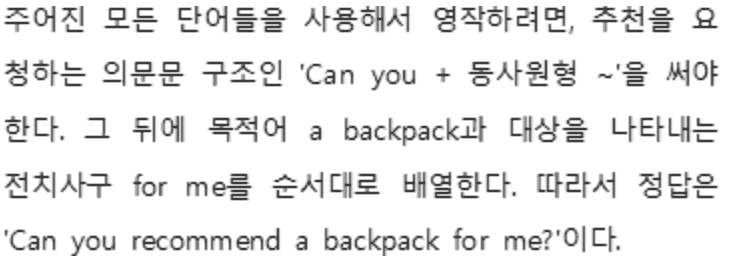 주어진 모든 단어들을 사용해서 영작하려면, 추천을 요
청하는 의문문 구조인 'Can you + 동사원형 ~'을 써야
한다. 그 뒤에 목적어 a backpack과 대상을 나타내는
전치사구 for me를 순서대로 배열한다. 따라서 정답은
'Can you recommend a backpack for me?'이다.